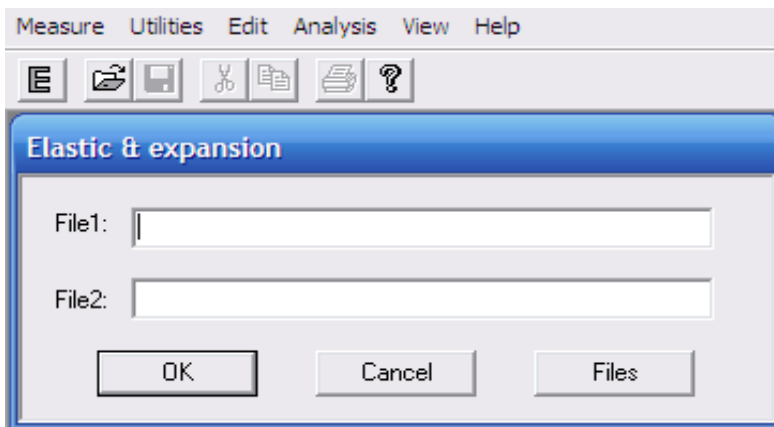 Measure Utilities Edit Analysis View Help
E
Elastic & expansion
File1:
File2:
OK Cancel Files